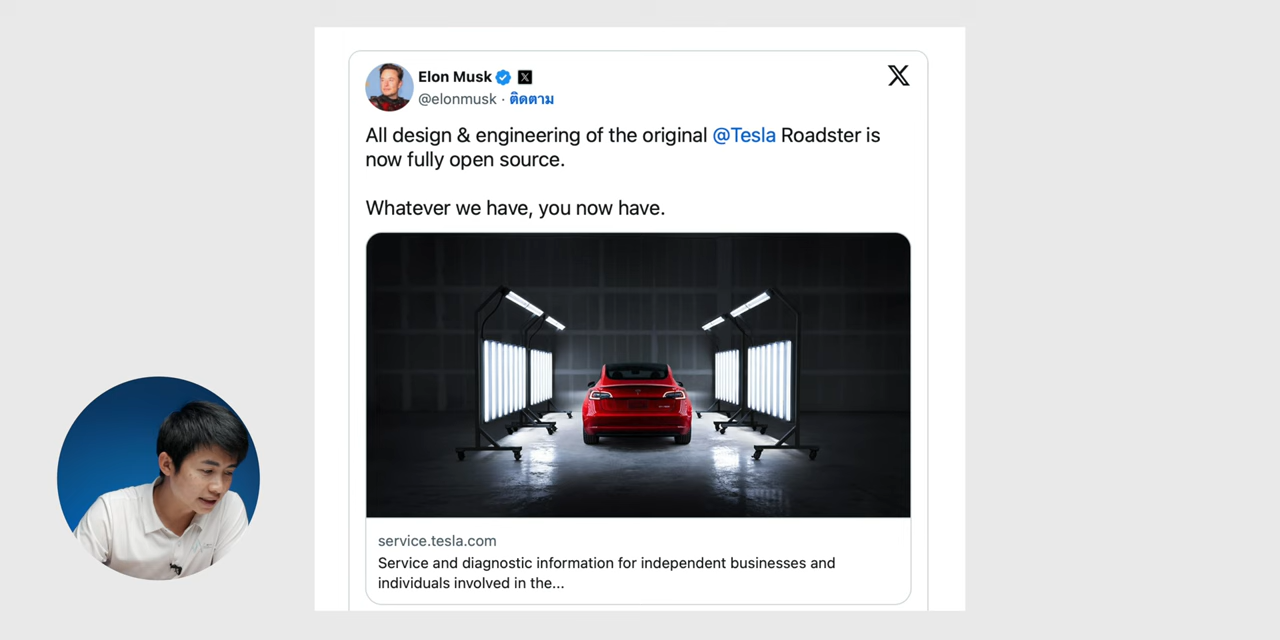 Elon Musk
@elonmusk · ติดตาม
All design & engineering of the original @Tesla Roadster is
now fully open source.
Whatever we have, you now have.
service.tesla.com
Service and diagnostic information for independent businesses and
individuals involved in the...